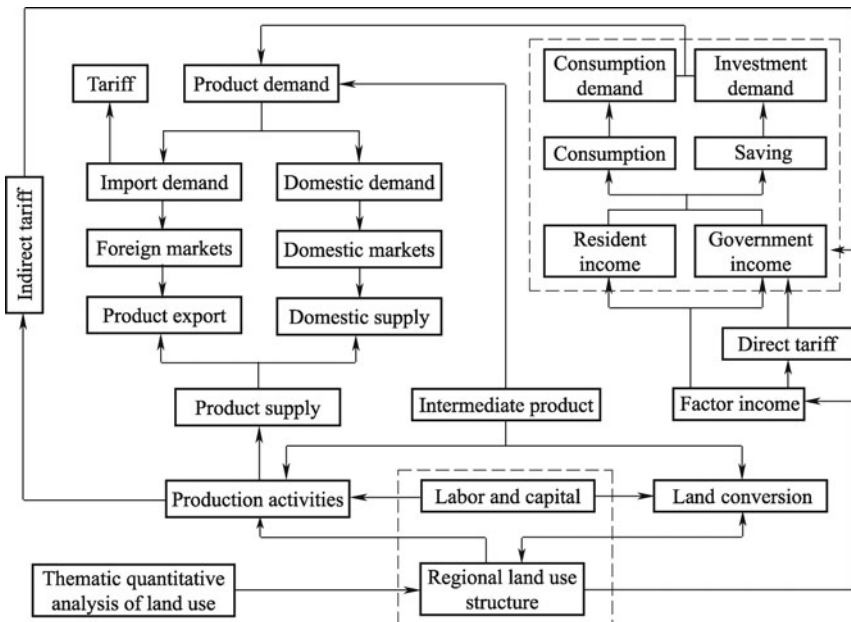 Tariff
Product demand
Consumption
demand
Investment
demand
Import demand
Domestic demand
Consumption
Saving
Indirect tariff
Foreign markets
Domestic markets
Resident
income
Government
income
Product export
Domestic supply
Direct tariff
Product supply
Intermediate product
Factor income
Production activities
Labor and capital
Land conversion
Thematic quantitative
analysis of land use
Regional land use
structure